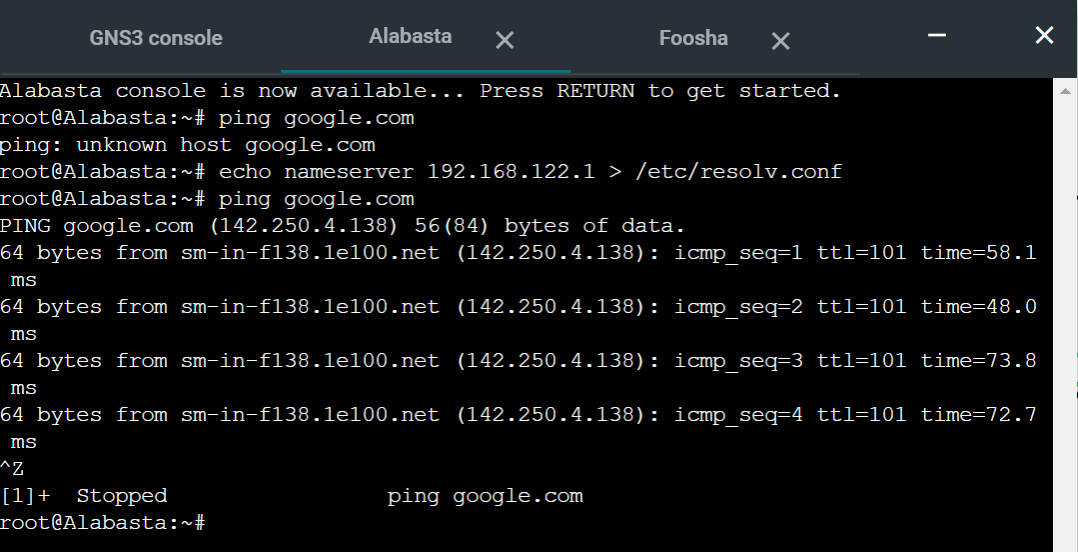 GNS3 console Alabasta Foosha
Alabasta console is now available... Press RETURN to get started.
root@Alabasta:~# ping google.com
ping: unknown host google.com
root@Alabasta:~# echo nameserver 192.168.122.1 > /etc/resolv.conf
root@Alabasta:~# ping google.com
PING google.com (142.250.4.138) 56(84) bytes of data.
64 bytes from sm-in-f138.1e100.net (142.250.4.138): icmp_seq=1 ttl=101 time=58.1
 ms
64 bytes from sm-in-f138.1e100.net (142.250.4.138): icmp_seq=2 ttl=101 time=48.0
 ms
64 bytes from sm-in-f138.1e100.net (142.250.4.138): icmp_seq=3 ttl=101 time=73.8
 ms
64 bytes from sm-in-f138.1e100.net (142.250.4.138): icmp_seq=4 ttl=101 time=72.7
 ms
^Z
[1]+  Stopped                 ping google.com
root@Alabasta:~#